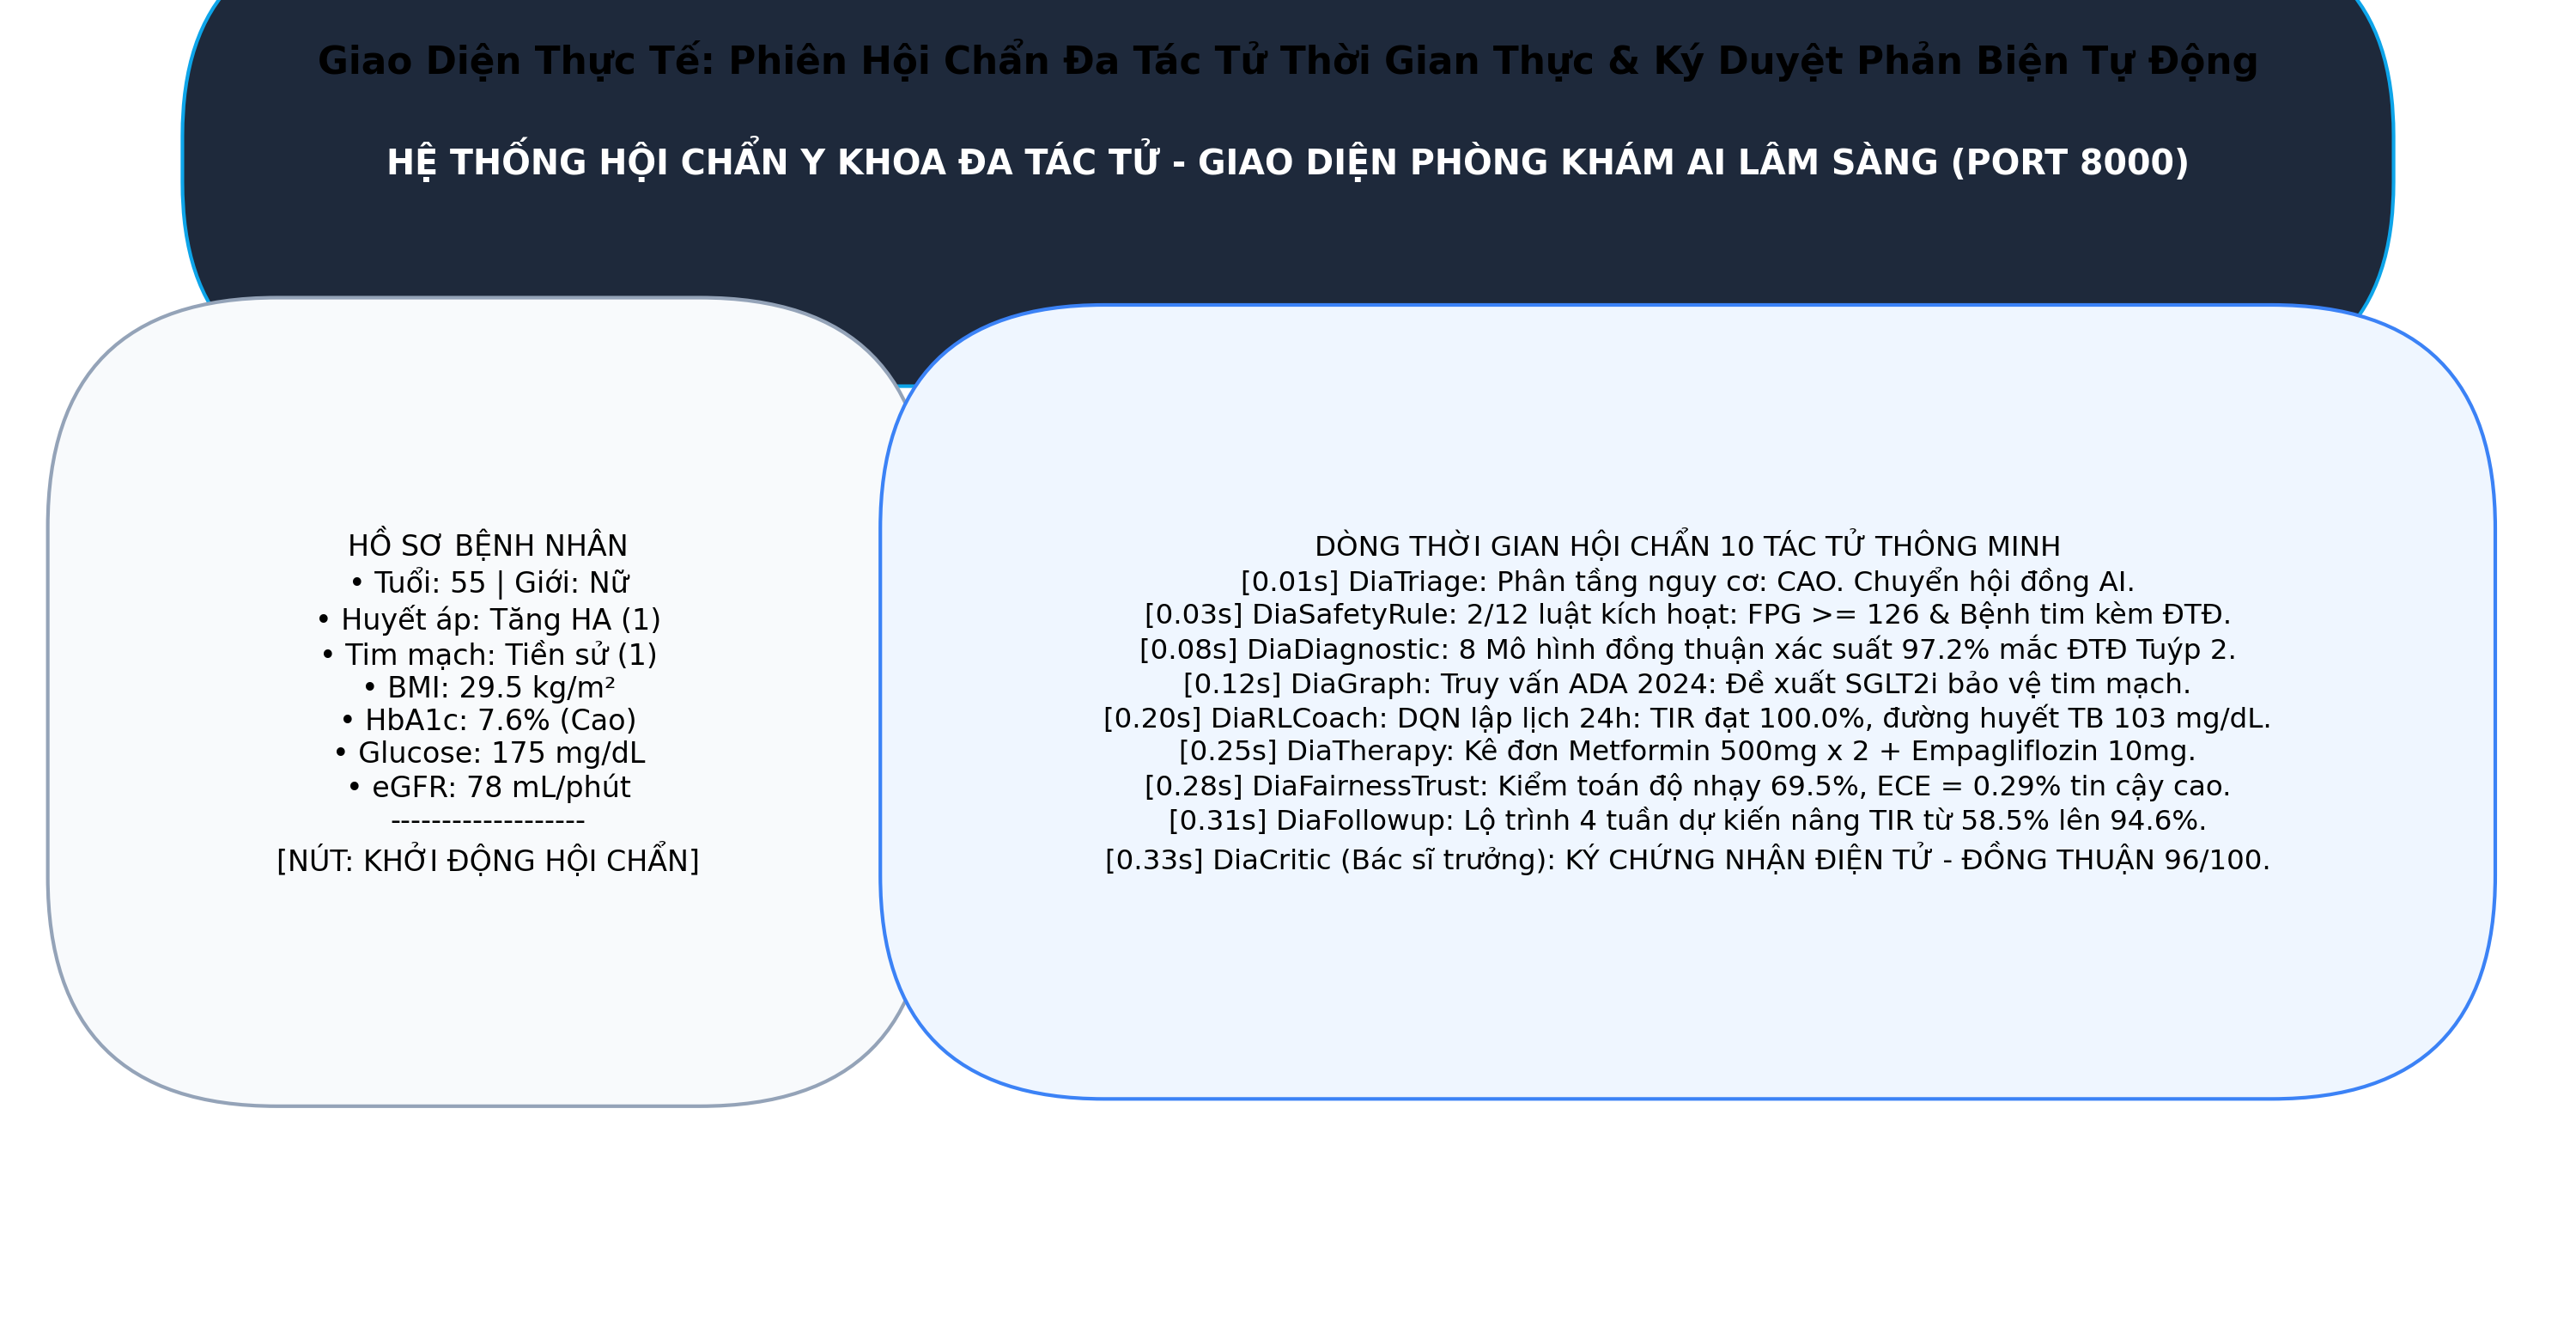 Giao Diện Thực Tế: Phiên Hội Chẩn Đa Tác Tử Thời Gian Thực & Ký Duyệt Phản Biện Tự Động
HỆ THỐNG HỘI CHẨN Y KHOA ĐA TÁC TỬ - GIAO DIỆN PHÒNG KHÁM AI LÂM SÀNG (PORT 8000)
HỒ SƠ BỆNH NHÂN
• Tuổi: 55 | Giới: Nữ
• Huyết áp: Tăng HA (1)
• Tim mạch: Tiền sử (1)
• BMI: 29.5 kg/m²
• HbA1c: 7.6% (Cao)
• Glucose: 175 mg/dL
• eGFR: 78 mL/phút
-------------------
[NÚT: KHỞI ĐỘNG HỘI CHẨN]
DÒNG THỜI GIAN HỘI CHẨN 10 TÁC TỬ THÔNG MINH
[0.01s] DiaTriage: Phân tầng nguy cơ: CAO. Chuyển hội đồng AI.
[0.03s] DiaSafetyRule: 2/12 luật kích hoạt: FPG >= 126 & Bệnh tim kèm ĐTĐ.
[0.08s] DiaDiagnostic: 8 Mô hình đồng thuận xác suất 97.2% mắc ĐTĐ Tuýp 2.
[0.12s] DiaGraph: Truy vấn ADA 2024: Đề xuất SGLT2i bảo vệ tim mạch.
[0.20s] DiaRLCoach: DQN lập lịch 24h: TIR đạt 100.0%, đường huyết TB 103 mg/dL.
[0.25s] DiaTherapy: Kê đơn Metformin 500mg x 2 + Empagliflozin 10mg.
[0.28s] DiaFairnessTrust: Kiểm toán độ nhạy 69.5%, ECE = 0.29% tin cậy cao.
[0.31s] DiaFollowup: Lộ trình 4 tuần dự kiến nâng TIR từ 58.5% lên 94.6%.
[0.33s] DiaCritic (Bác sĩ trưởng): KÝ CHỨNG NHẬN ĐIỆN TỬ - ĐỒNG THUẬN 96/100.